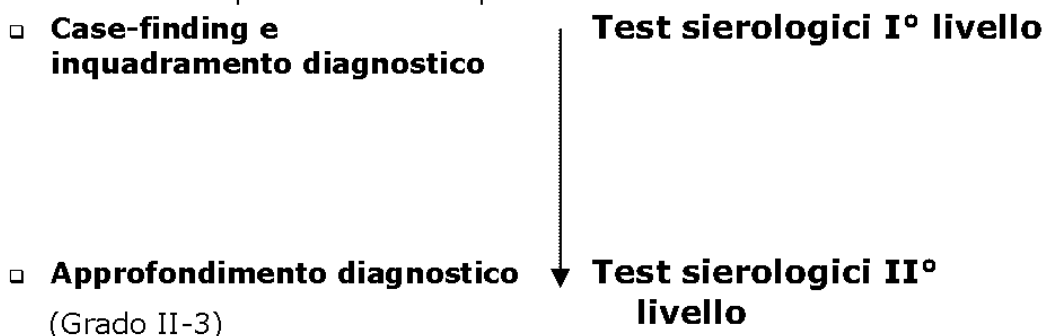 Case-finding e
inquadramento diagnostico
Test sierologici I° livello
Approfondimento diagnostico
(Grado II-3)
Test sierologici II°
livello